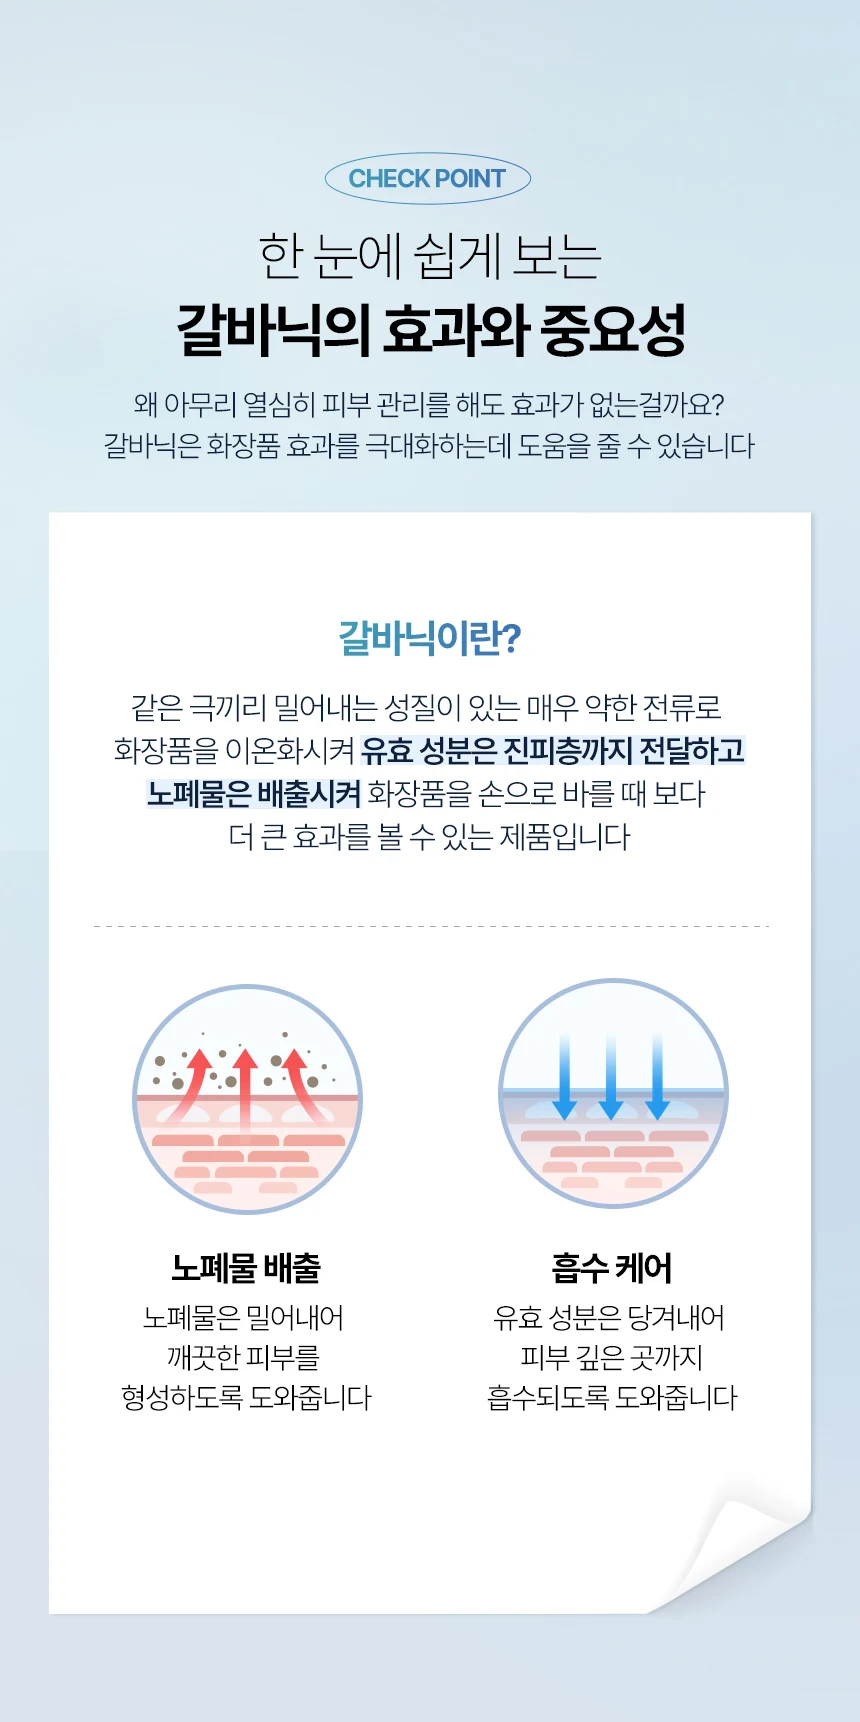 CHECK POINT
한 눈에 쉽게 보는
갈바닉의 효과와 중요성
왜 아무리 열심히 피부 관리를 해도 효과가 없는걸까요?
갈바닉은 화장품 효과를 극대화하는데 도움을 줄 수 있습니다
갈바닉이란?
같은 극끼리 밀어내는 성질이 있는 매우 약한 전류로
화장품을 이온화시켜 유효 성분은 진피층까지 전달하고
노폐물은 배출시켜 화장품을 손으로 바를 때 보다
더 큰 효과를 볼 수 있는 제품입니다
노폐물 배출
노폐물은 밀어내어
깨끗한 피부를
형성하도록 도와줍니다
흡수 케어
유효 성분은 당겨내어
피부 깊은 곳까지
흡수되도록 도와줍니다